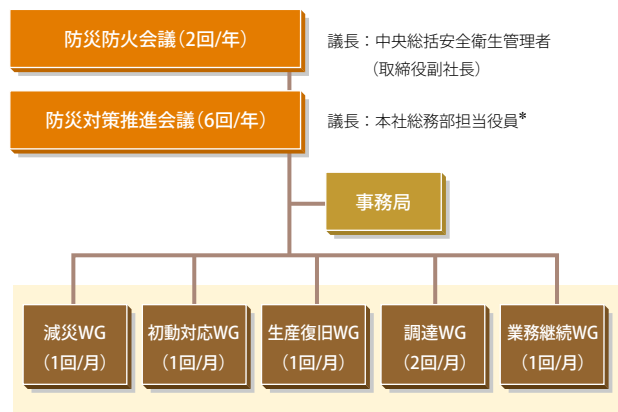 防災防火会議（2回/年）
議長：中央総括安全衛生管理者
（取締役副社長）
防災対策推進会議（6回/年）
議長：本社総務部担当役員*
事務局
減災WG
（1回/月）
初動対応WG
（1回/月）
生産復旧WG
（1回/月）
調達WG
（2回/月）
業務継続WG
（1回/月）